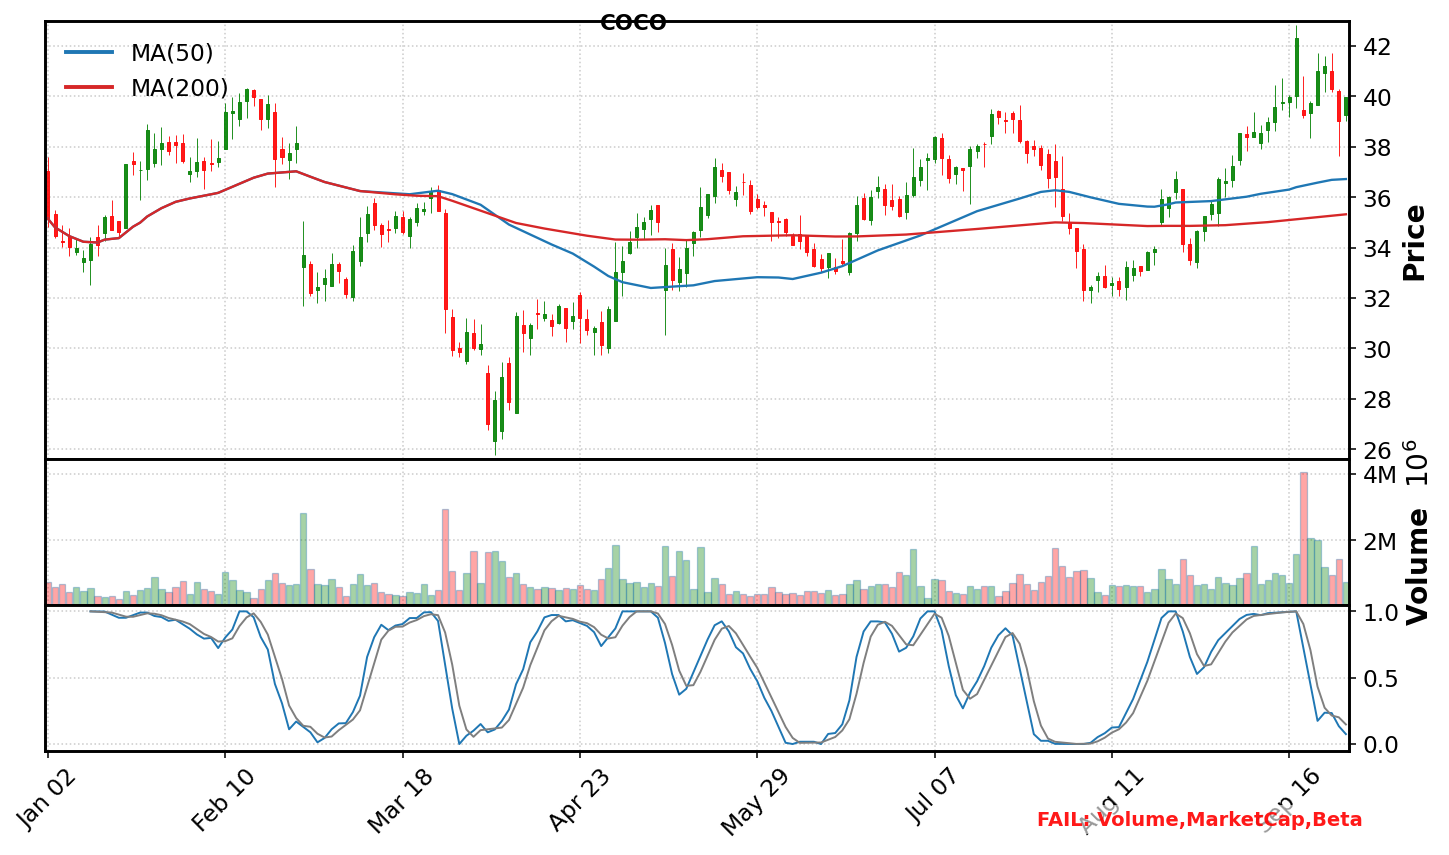 COCO
MA(50)
MA(200)
42
40
38
36
34
32
30
28
26
Price
4M
2M
Volume 10^6
1.0
0.5
0.0
Jan 02
Feb 10
Mar 18
Apr 23
May 29
Jul 07
Aug 11
Sep 16
FAIL: Volume,MarketCap,Beta